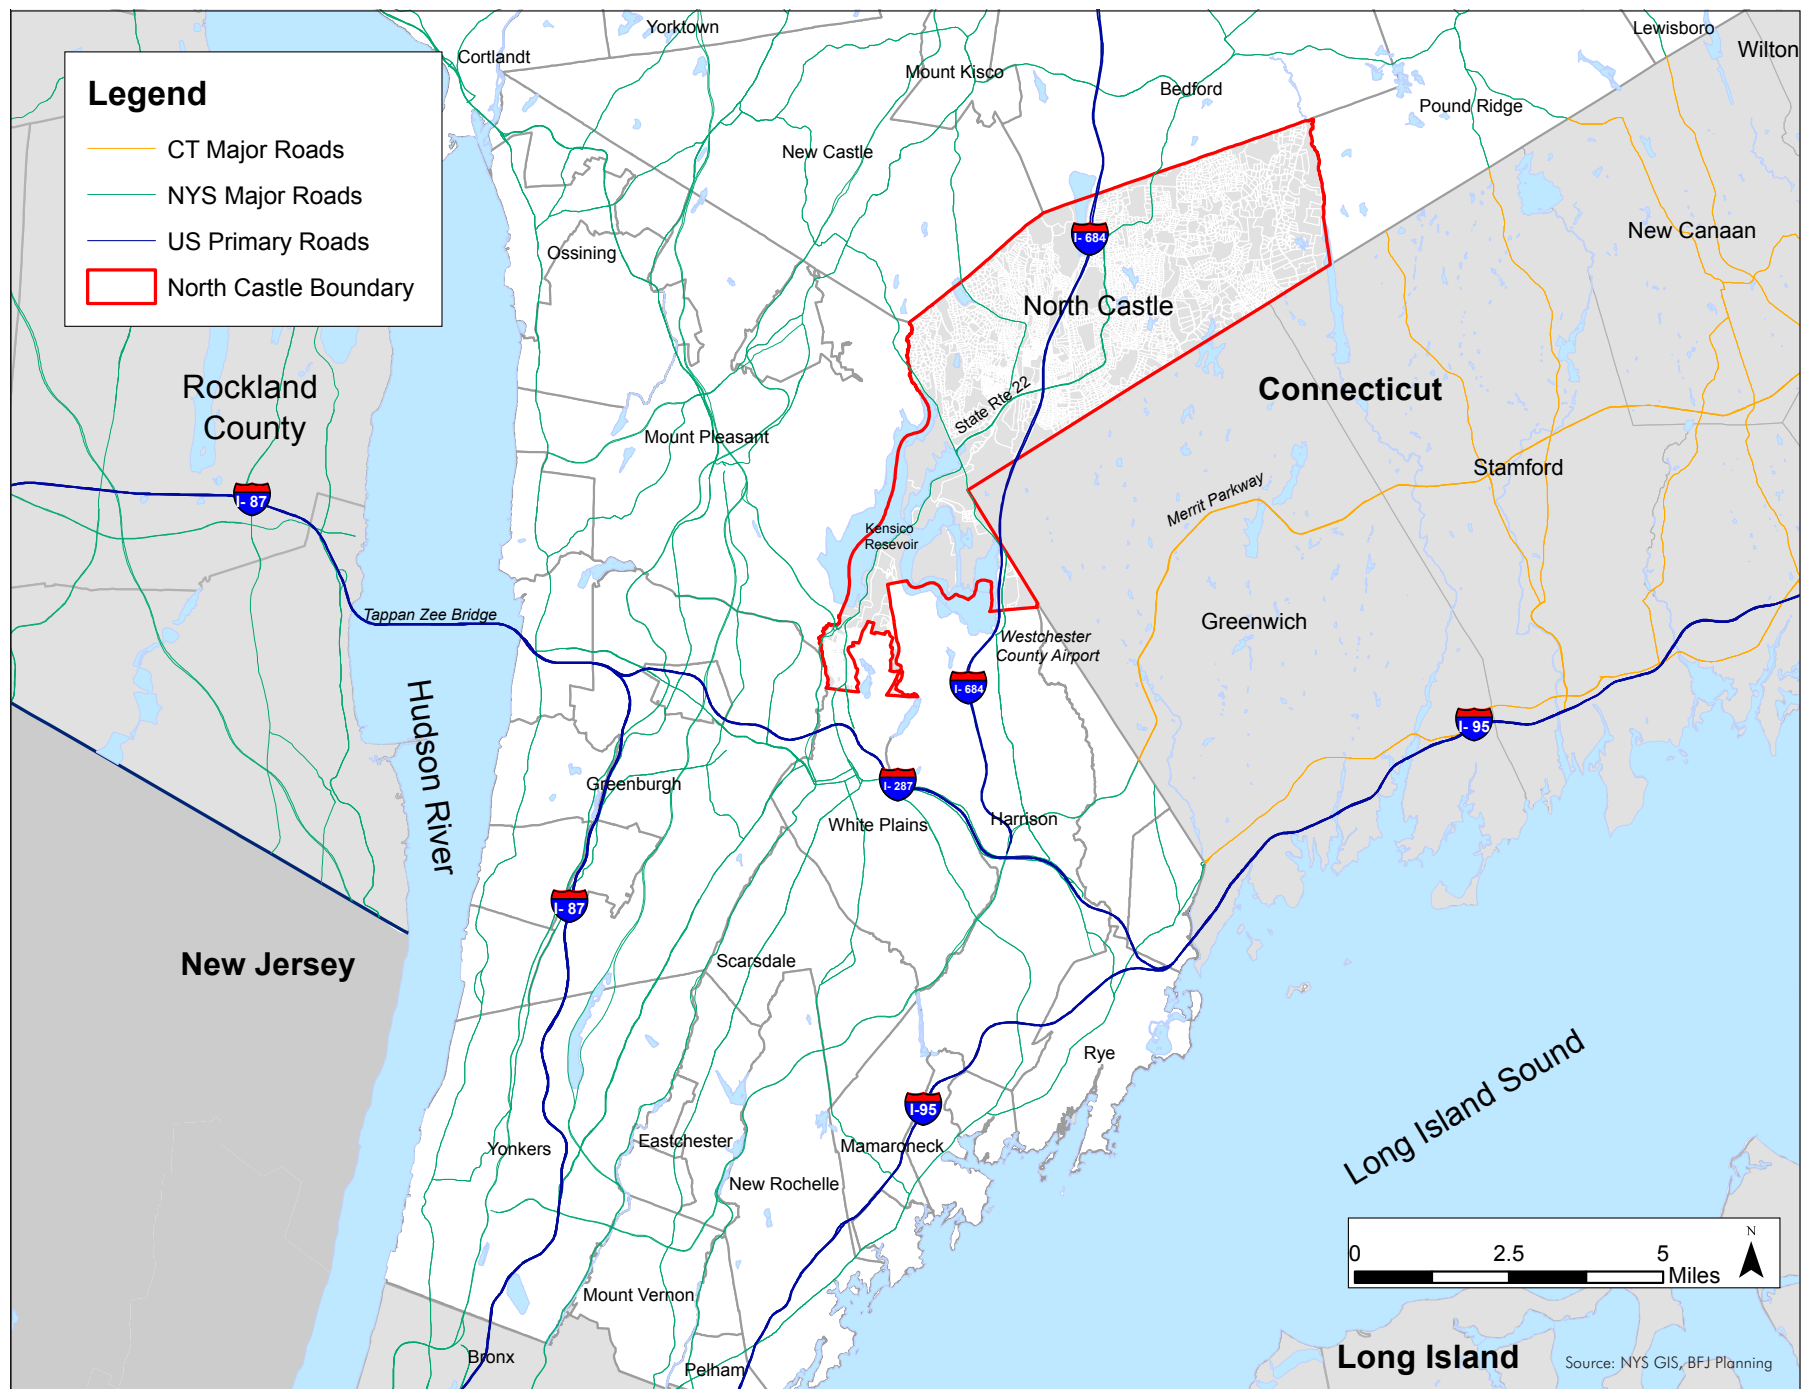 Yorktown
Lewisboro
Cortlandt
Wilton
Mount Kisco
Legend
Bedford
Pound Ridge
CT Major Roads
New Castle
NYS Major Roads
New Canaan
US Primary Roads
I- 684
Ossining
North Castle Boundary
North Castle
Rockland
County
Connecticut
State Rte 22
Mount Pleasant
Stamford
I- 87
Merrit Parkway
Kensico
Resevoir
Tappan Zee Bridge
Greenwich
Westchester
County Airport
I- 684
Hudson River
I- 95
Greenburgh
I- 287
White Plains
Harrison
I- 87
New Jersey
Scarsdale
Rye
Long Island Sound
I-95
Yonkers
Eastchester
Mamaroneck
New Rochelle
N
0 2.5 5
Miles
Mount Vernon
Bronx
Pelham
Long Island
Source: NYS GIS, BFJ Planning